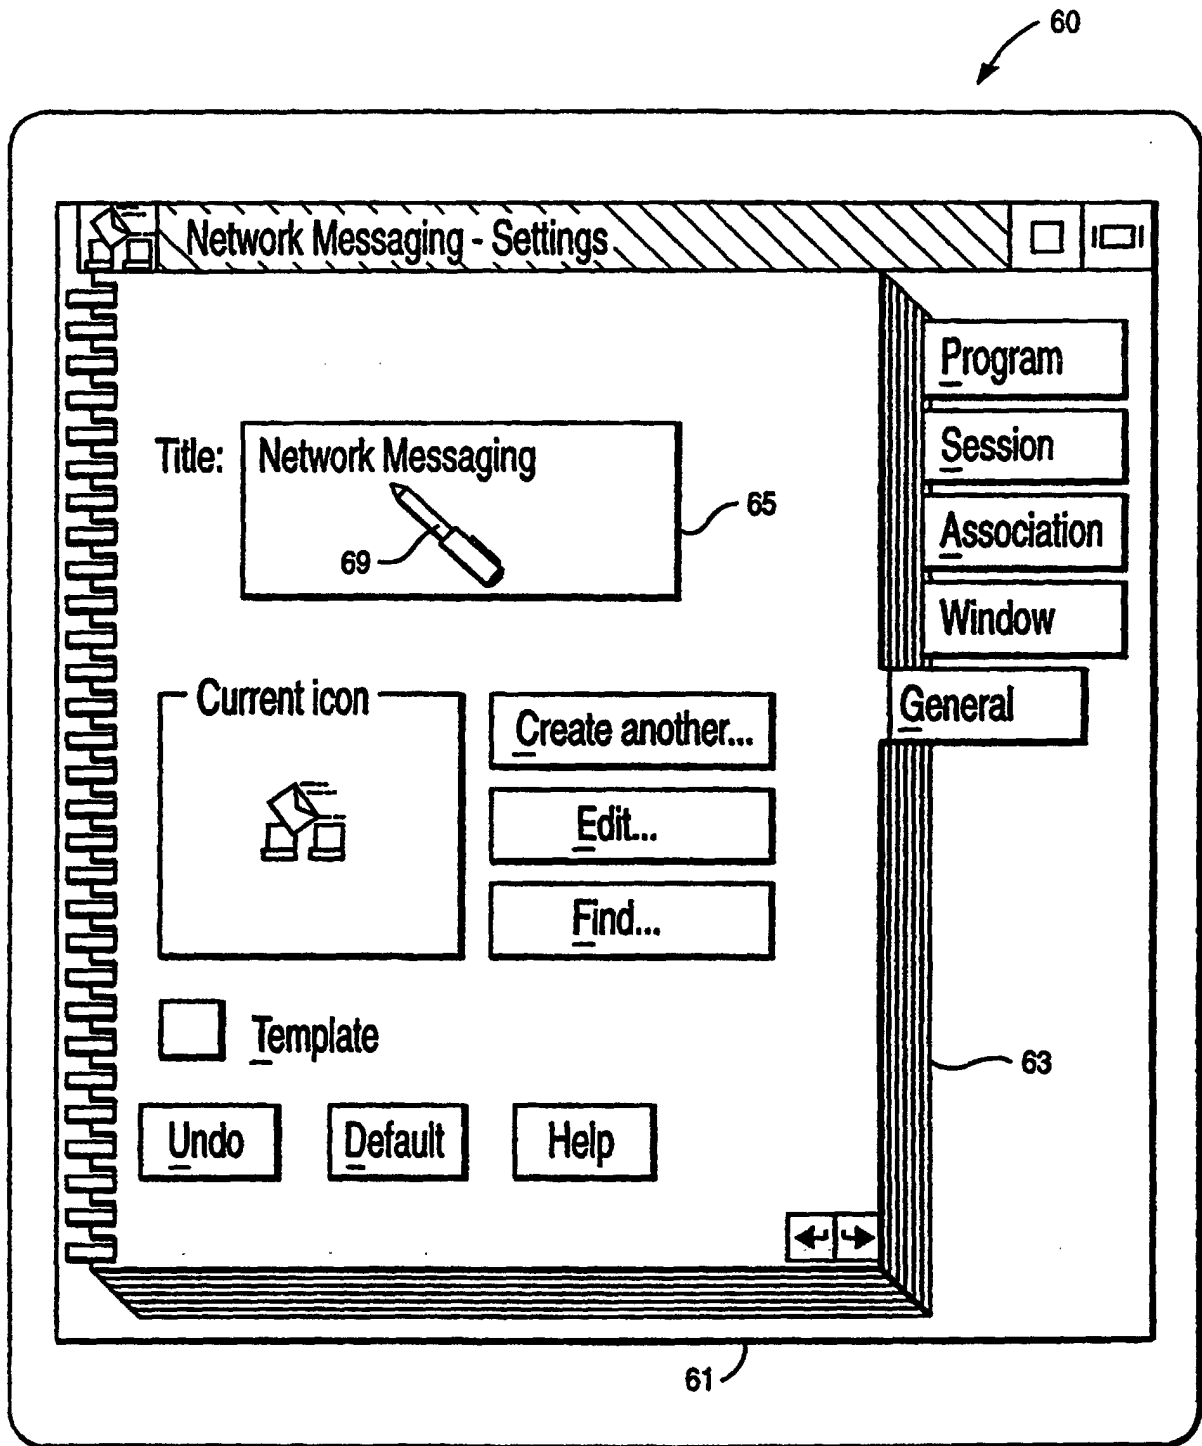 60
Network Messaging - Settings
Program
Session
Association
Window
General
Title:
Network Messaging
65
69
Current icon
Create another...
Edit...
Find...
Template
63
Undo
Default
Help
61